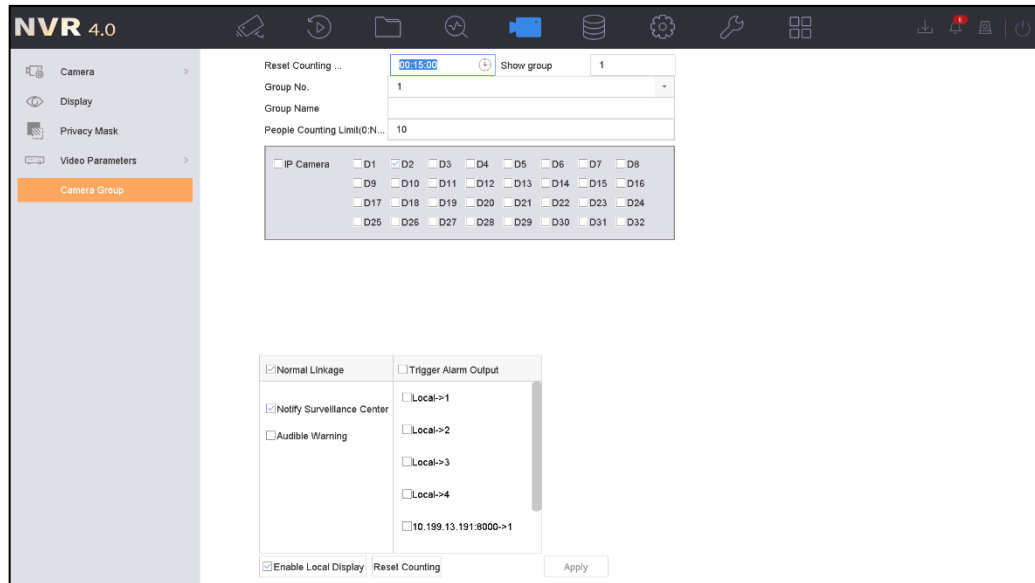 NVR 4.0
6
Camera
Display
Privacy Mask
Video Parameters
Camera Group
Reset Counting ... 00:15:00 Show group 1
Group No. 1
Group Name
People Counting Limit(0:N... 10
IP Camera D1 D2 D3 D4 D5 D6 D7 D8
D9 D10 D11 D12 D13 D14 D15 D16
D17 D18 D19 D20 D21 D22 D23 D24
D25 D26 D27 D28 D29 D30 D31 D32
Normal Linkage Trigger Alarm Output
Local->1
Notify Surveillance Center
Local->2
Audible Warning
Local->3
Local->4
10.199.13.191:8000->1
Enable Local Display Reset Counting Apply